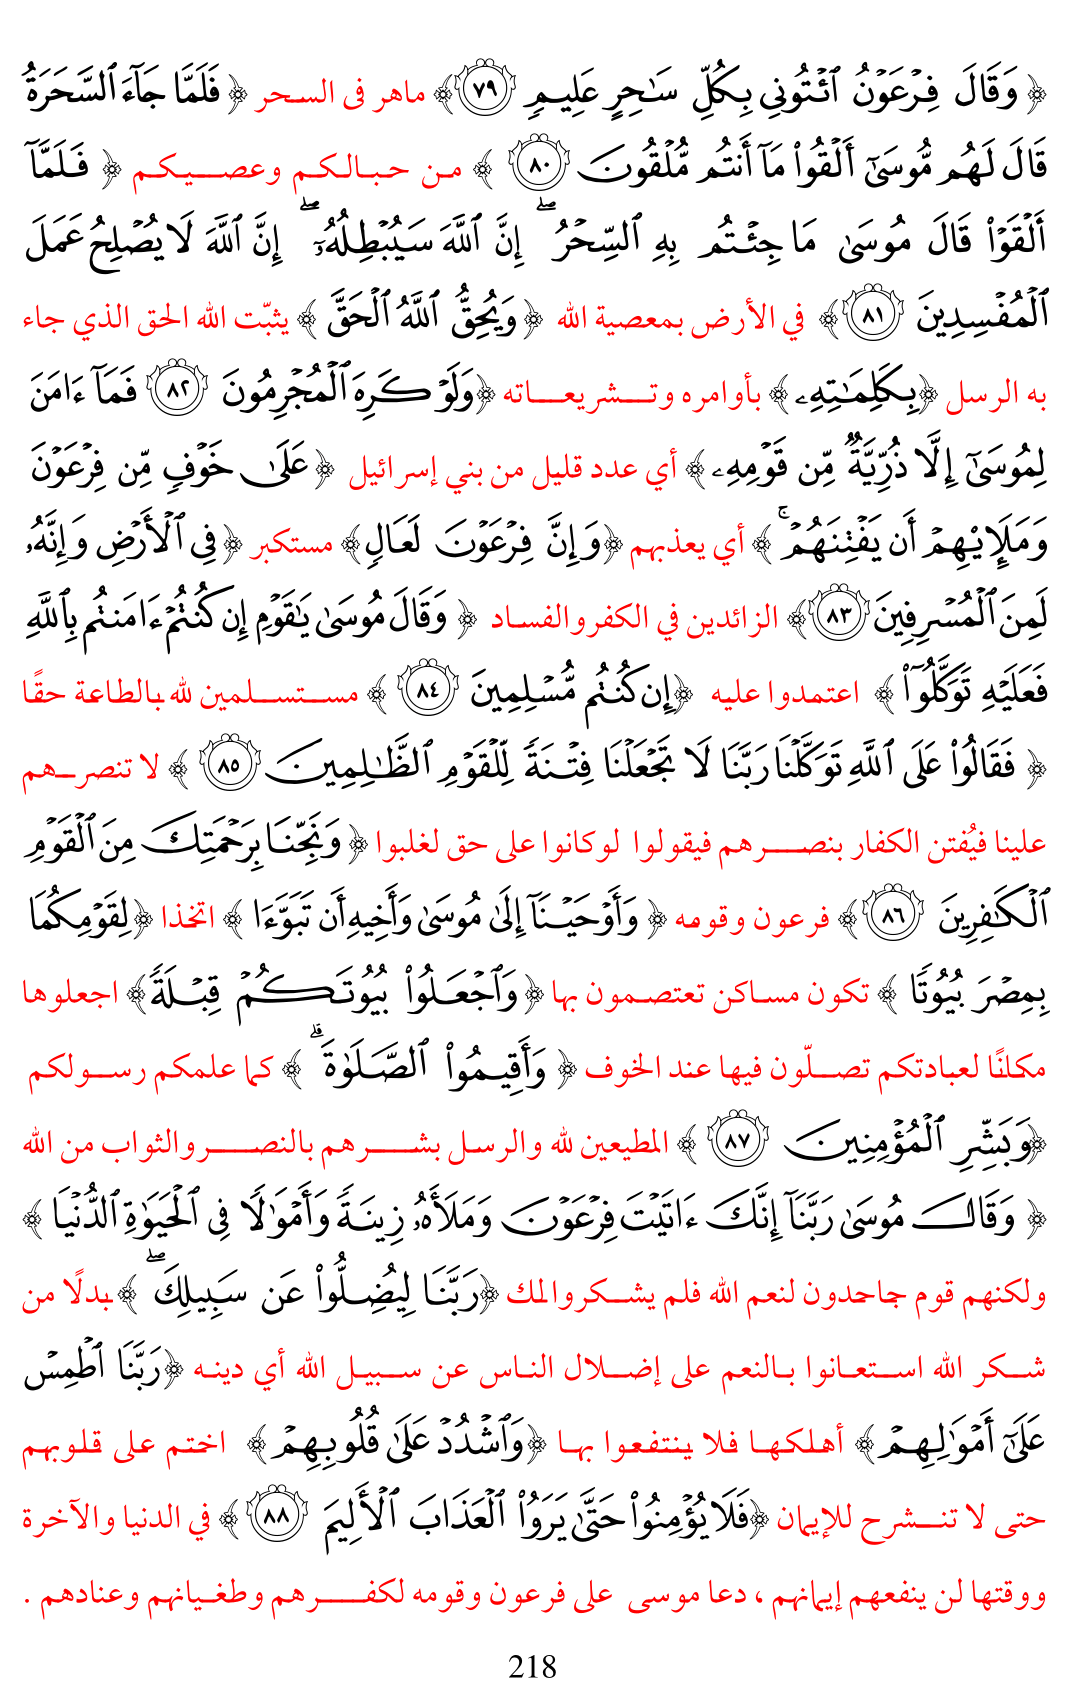 ﴿ وَقَالَ فِرْعَوْنُ ٱئْتُونِي بِكُلِّ سَٰحِرٍ عَلِيمٖ ٧٩ ﴾ ماهر في السحر ﴿ فَلَمَّا جَآءَ ٱلسَّحَرَةُ
قَالَ لَهُم مُّوسَىٰٓ أَلْقُوا۟ مَآ أَنتُم مُّلْقُونَ ٨٠ ﴾ من حبالكم وعصيكم ﴿ فَلَمَّآ
أَلْقَوْا۟ قَالَ مُوسَىٰ مَا جِئْتُم بِهِ ٱلسِّحْرُ ۖ إِنَّ ٱللَّهَ سَيُبْطِلُهُۥٓ ۖ إِنَّ ٱللَّهَ لَا يُصْلِحُ عَمَلَ
ٱلْمُفْسِدِينَ ٨١ ﴾ في الأرض بمعصية الله ﴿ وَيُحِقُّ ٱللَّهُ ٱلْحَقَّ ﴾ يثبّت الله الحق الذي جاء
به الرسل ﴿بِكَلِمَٰتِهِۦ ﴾ بأوامره وتشريعاته ﴿وَلَوْ كَرِهَ ٱلْمُجْرِمُونَ ٨٢ فَمَآ ءَامَنَ
لِمُوسَىٰٓ إِلَّا ذُرِّيَّةٌ مِّن قَوْمِهِۦ ﴾ أي عدد قليل من بني إسرائيل ﴿ عَلَىٰ خَوْفٖ مِّن فِرْعَوْنَ
وَمَلَإِي۟هِمْ أَن يَفْتِنَهُمْ ۚ ﴾ أي يعذبهم ﴿وَإِنَّ فِرْعَوْنَ لَعَالٖ﴾ مستكبر ﴿ فِي ٱلْأَرْضِ وَإِنَّهُۥ
لَمِنَ ٱلْمُسْرِفِينَ ٨٣ ﴾ الزائدين في الكفر والفساد ﴿ وَقَالَ مُوسَىٰ يَٰقَوْمِ إِن كُنتُمْ ءَامَنتُم بِٱللَّهِ
فَعَلَيْهِ تَوَكَّلُوٓا۟ ﴾ اعتمدوا عليه ﴿إِن كُنتُم مُّسْلِمِينَ ٨٤ ﴾ مستسلمين لله بالطاعة حقًا
﴿ فَقَالُوا۟ عَلَى ٱللَّهِ تَوَكَّلْنَا رَبَّنَا لَا تَجْعَلْنَا فِتْنَةً لِّلْقَوْمِ ٱلظَّٰلِمِينَ ٨٥ ﴾ لا تنصرهم
علينا فيُفتن الكفار بنصرهم فيقولوا لو كانوا على حق لغلبوا ﴿ وَنَجِّنَا بِرَحْمَتِكَ مِنَ ٱلْقَوْمِ
ٱلْكَٰفِرِينَ ٨٦ ﴾ فرعون وقومه ﴿ وَأَوْحَيْنَآ إِلَىٰ مُوسَىٰ وَأَخِيهِ أَن تَبَوَّءَا ﴾ اتخذا ﴿لِقَوْمِكُمَا
بِمِصْرَ بُيُوتًا ﴾ تكون مساكن تعتصمون بها ﴿ وَٱجْعَلُوا۟ بُيُوتَكُمْ قِبْلَةً﴾ اجعلوها
مكانًا لعبادتكم تصلّون فيها عند الخوف ﴿ وَأَقِيمُوا۟ ٱلصَّلَوٰةَ ۗ ﴾ كما علمكم رسولكم
﴿وَبَشِّرِ ٱلْمُؤْمِنِينَ ٨٧ ﴾ المطيعين لله والرسل بشرهم بالنصر والثواب من الله
﴿ وَقَالَ مُوسَىٰ رَبَّنَآ إِنَّكَ ءَاتَيْتَ فِرْعَوْنَ وَمَلَأَهُۥ زِينَةً وَأَمْوَٰلًا فِي ٱلْحَيَوٰةِ ٱلدُّنْيَا ﴾
ولكنهم قوم جاحدون لنعم الله فلم يشكروا لك ﴿رَبَّنَا لِيُضِلُّوا۟ عَن سَبِيلِكَ ۖ ﴾ بدلًا من
شكر الله استعانوا بالنعم على إضلال الناس عن سبيل الله أي دينه ﴿رَبَّنَا ٱطْمِسْ
عَلَىٰٓ أَمْوَٰلِهِمْ ﴾ أهلكها فلا ينتفعوا بها ﴿وَٱشْدُدْ عَلَىٰ قُلُوبِهِمْ ﴾ اختم على قلوبهم
حتى لا تنشرح للإيمان ﴿فَلَا يُؤْمِنُوا۟ حَتَّىٰ يَرَوُا۟ ٱلْعَذَابَ ٱلْأَلِيمَ ٨٨ ﴾ في الدنيا والآخرة
ووقتها لن ينفعهم إيمانهم ، دعا موسى على فرعون وقومه لكفرهم وطغيانهم وعنادهم .
218